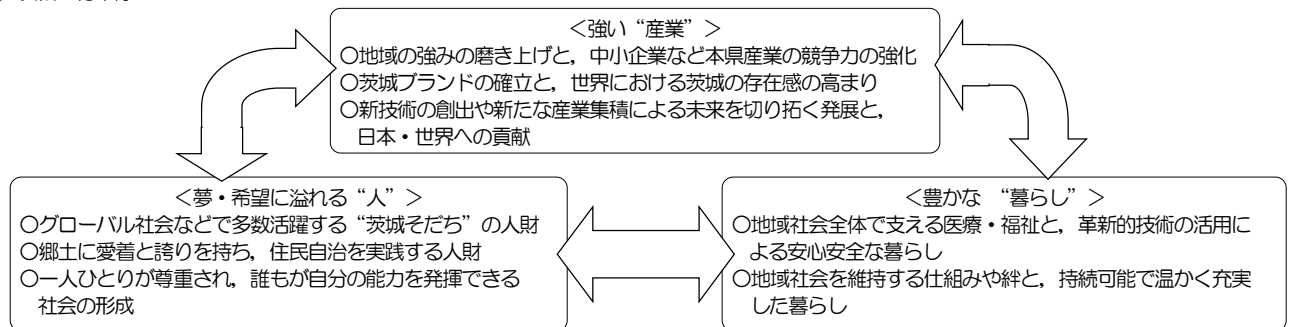 ＜強い“産業”＞
○地域の強みの磨き上げと，中小企業など本県産業の競争力の強化
○茨城ブランドの確立と，世界における茨城の存在感の高まり
○新技術の創出や新たな産業集積による未来を切り拓く発展と，
日本・世界への貢献
＜夢・希望に溢れる“人”＞
○グローバル社会などで多数活躍する“茨城そだち”の人財
○郷土に愛着と誇りを持ち，住民自治を実践する人財
○一人ひとりが尊重され，誰もが自分の能力を発揮できる
社会の形成
＜豊かな “暮らし”＞
○地域社会全体で支える医療・福祉と，革新的技術の活用に
よる安心安全な暮らし
○地域社会を維持する仕組みや絆と，持続可能で温かく充実
した暮らし